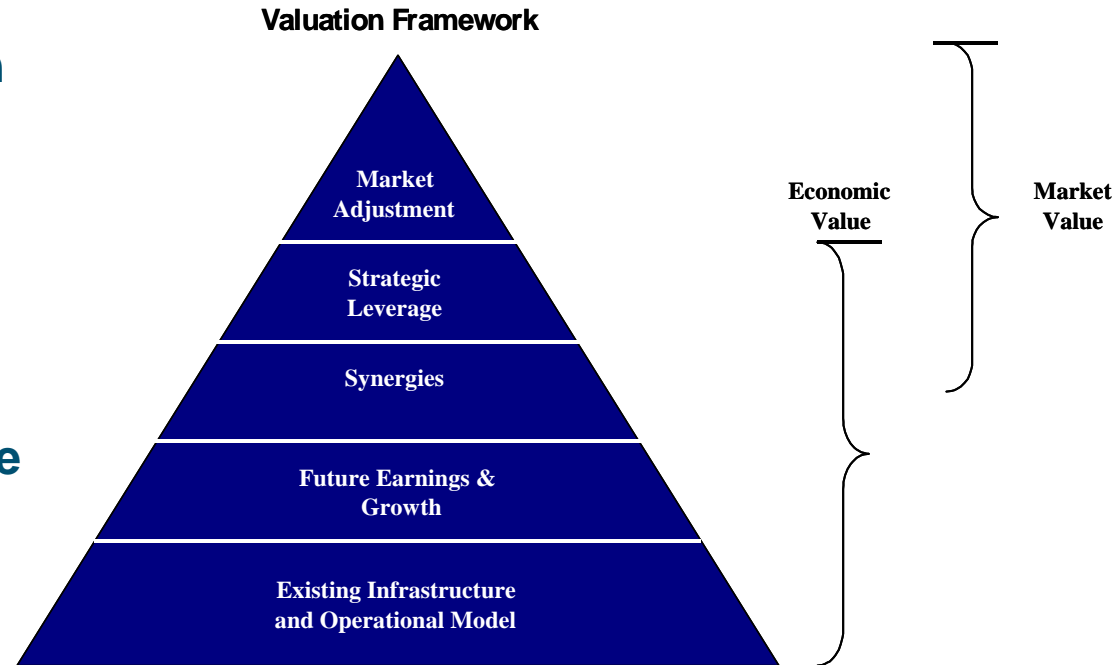 Valuation Framework
n
Market
Adjustment
Economic
Value
Market
Value
Strategic
Leverage
Synergies
e
Future Earnings &
Growth
Existing Infrastructure
and Operational Model